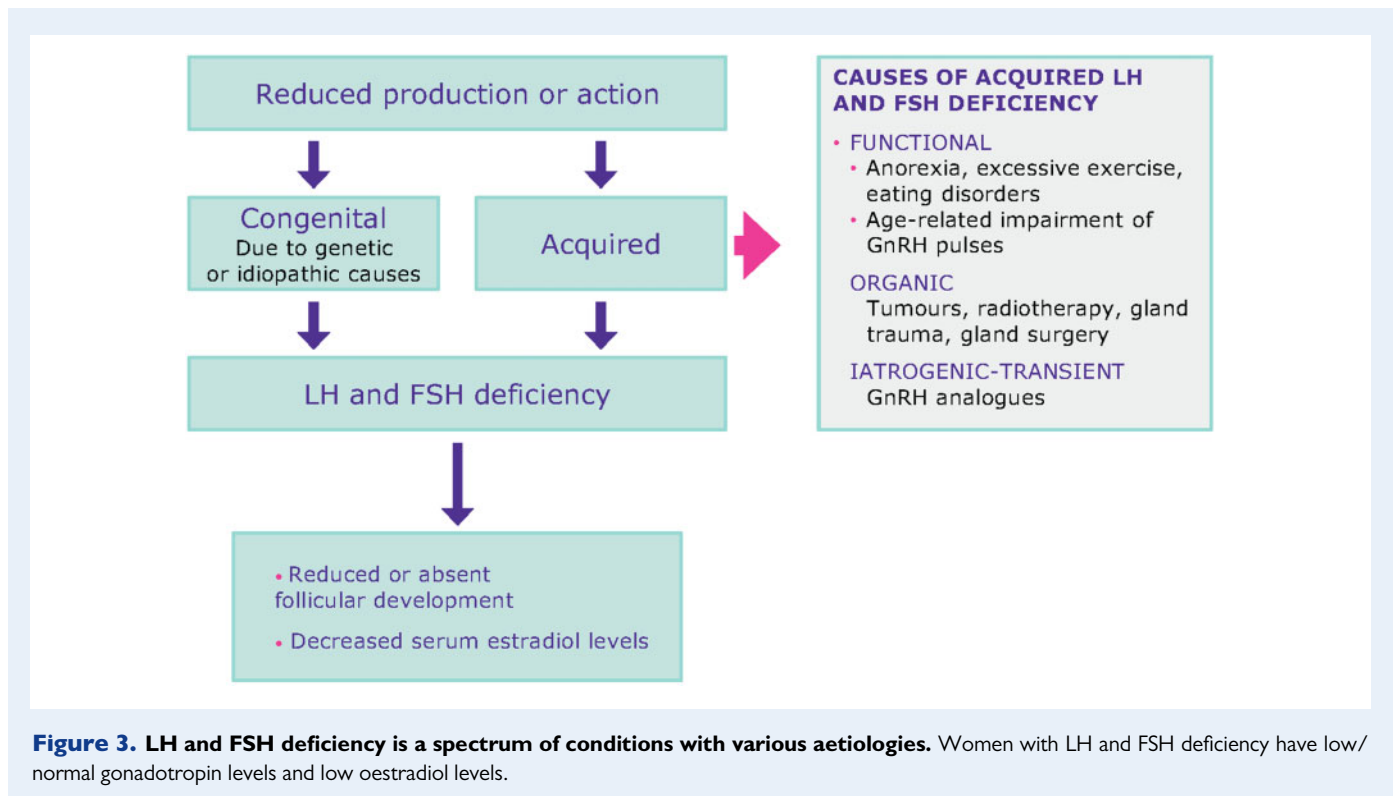 Reduced production or action
Congenital
Due to genetic
or idiopathic causes
Acquired
LH and FSH deficiency
• Reduced or absent
follicular development
• Decreased serum estradiol levels
CAUSES OF ACQUIRED LH
AND FSH DEFICIENCY
• FUNCTIONAL
• Anorexia, excessive exercise,
eating disorders
• Age-related impairment of
GnRH pulses
ORGANIC
Tumours, radiotherapy, gland
trauma, gland surgery
IATROGENIC-TRANSIENT
GnRH analogues
Figure 3. LH and FSH deficiency is a spectrum of conditions with various aetiologies. Women with LH and FSH deficiency have low/
normal gonadotropin levels and low oestradiol levels.